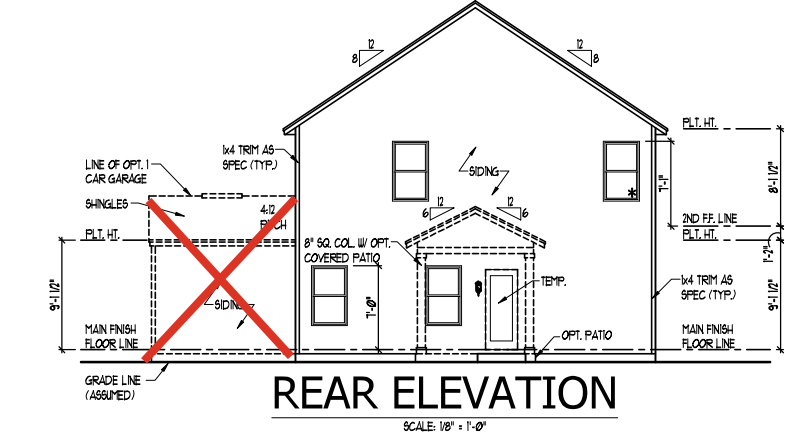 12
8
12
8
1x4 TRIM AS
SPEC (TYP.)
PLT. HT.
LINE OF OPT. 1
CAR GARAGE
SIDING
*
7'-1"
8'-1 1/2"
SHINGLES
4:12
PITCH
12
6
12
6
2ND F.F. LINE
PLT. HT.
PLT. HT.
8" SQ. COL. W/ OPT.
COVERED PATIO
1'-2"
9'-1 1/2"
SIDING
7'-0"
TEMP.
1x4 TRIM AS
SPEC (TYP.)
9'-1 1/2"
MAIN FINISH
FLOOR LINE
OPT. PATIO
MAIN FINISH
FLOOR LINE
GRADE LINE
(ASSUMED)
REAR ELEVATION
SCALE: 1/8" = 1'-0"